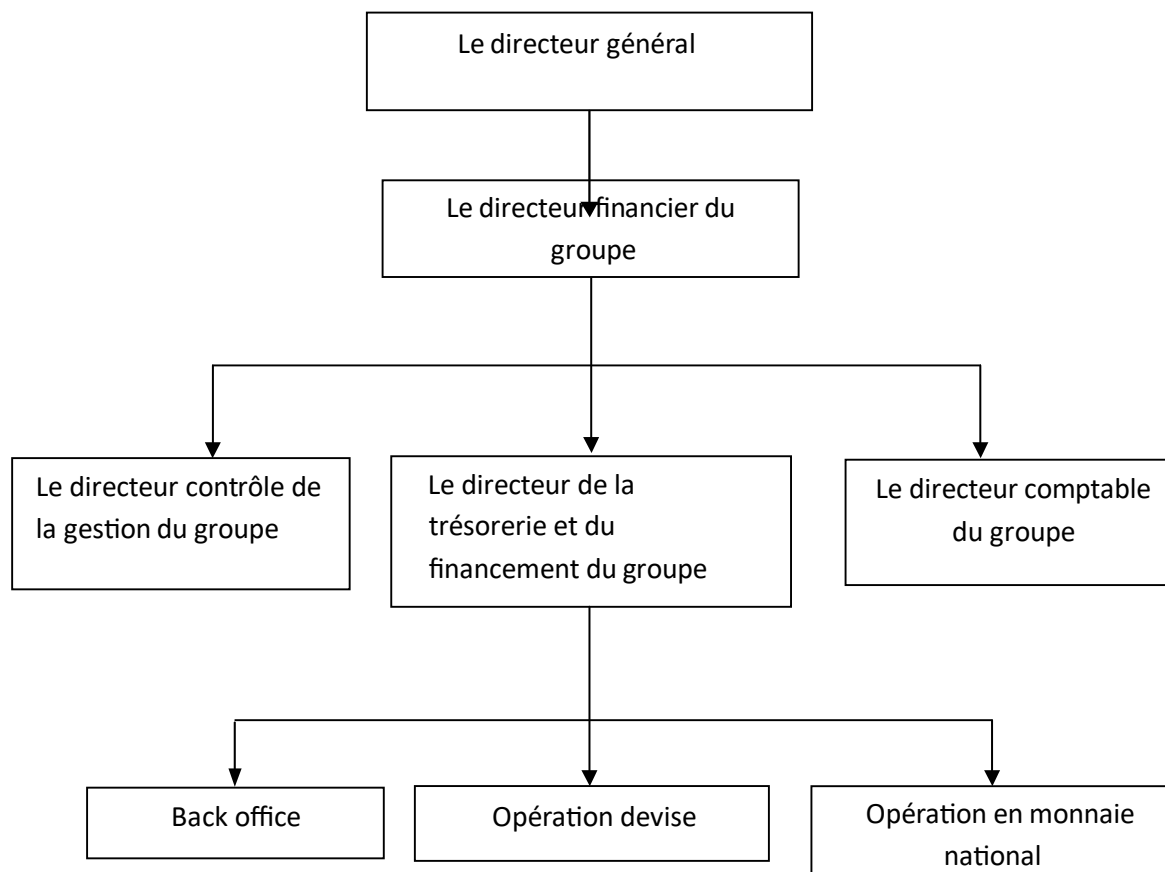 Le directeur général
Le directeur financier du
groupe
Le directeur contrôle de
la gestion du groupe
Le directeur de la
trésorerie et du
financement du groupe
Le directeur comptable
du groupe
Back office
Opération devise
Opération en monnaie
national